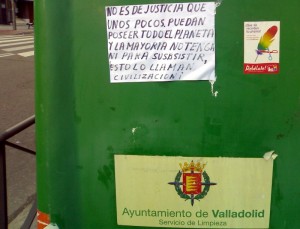 NO ES DE JUSTICIA QUE
UNOS POCOS, PUEDAN
POSEER TODO EL PLANETA
Y LA MAYORIA NO TENGA
NI PARA SUBSISTIR,
ESTO LO LLAMAN
CIVILIZACION!
Ayuntamiento de Valladolid
Servicio de Limpieza